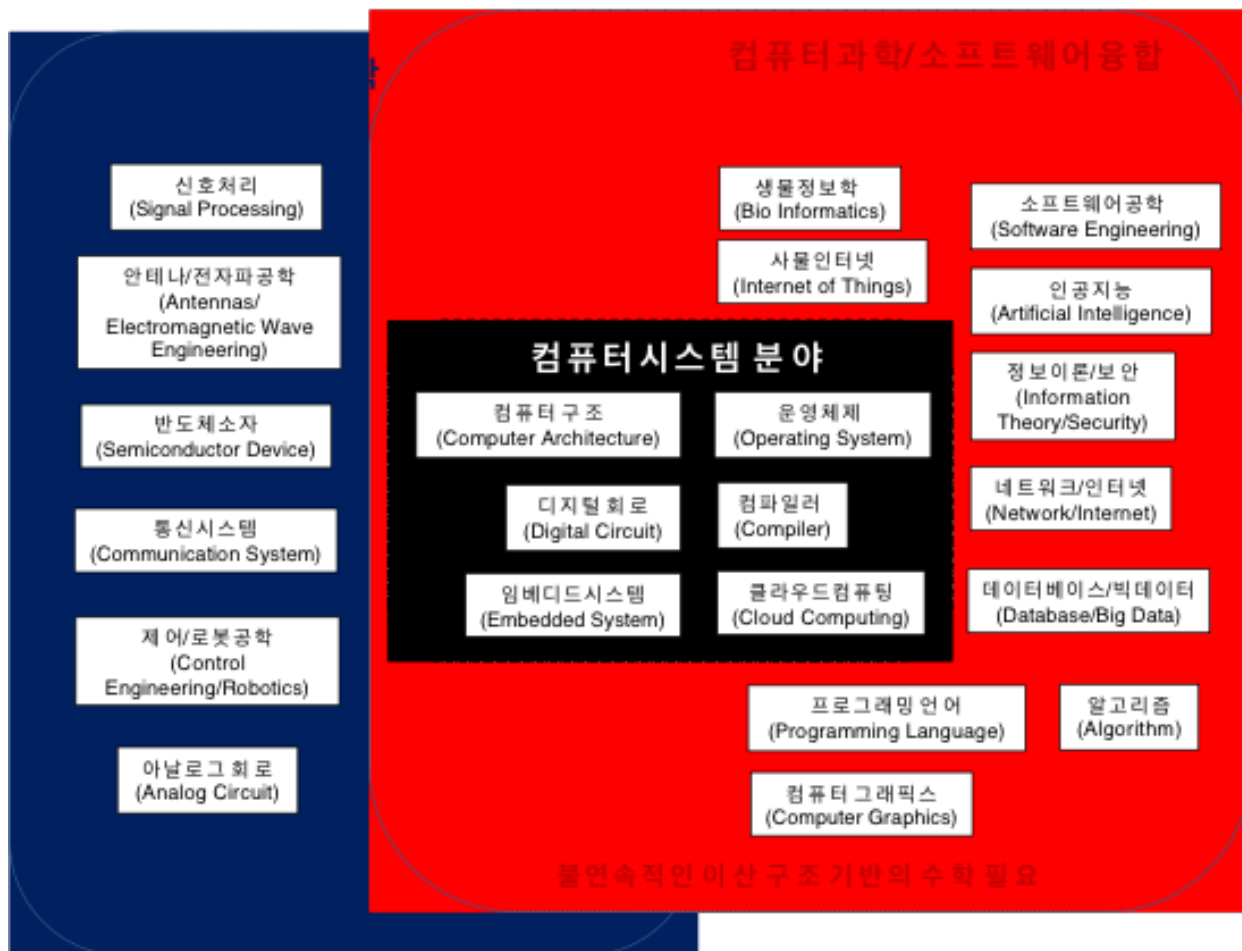 컴퓨터과학/소프트웨어융합
학
신호처리
(Signal Processing)
안테나/전자파공학
(Antennas/
Electromagnetic Wave
Engineering)
반도체소자
(Semiconductor Device)
통신시스템
(Communication System)
제어/로봇공학
(Control
Engineering/Robotics)
아날로그회로
(Analog Circuit)
생물정보학
(Bio Informatics)
사물인터넷
(Internet of Things)
소프트웨어공학
(Software Engineering)
인공지능
(Artificial Intelligence)
정보이론/보안
(Information
Theory/Security)
네트워크/인터넷
(Network/Internet)
데이터베이스/빅데이터
(Database/Big Data)
컴퓨터시스템 분야
컴퓨터구조
(Computer Architecture)
운영체제
(Operating System)
디지털회로
(Digital Circuit)
컴파일러
(Compiler)
임베디드시스템
(Embedded System)
클라우드컴퓨팅
(Cloud Computing)
프로그래밍언어
(Programming Language)
알고리즘
(Algorithm)
컴퓨터그래픽스
(Computer Graphics)
불연속적인 이산 구조 기반의 수학 필요